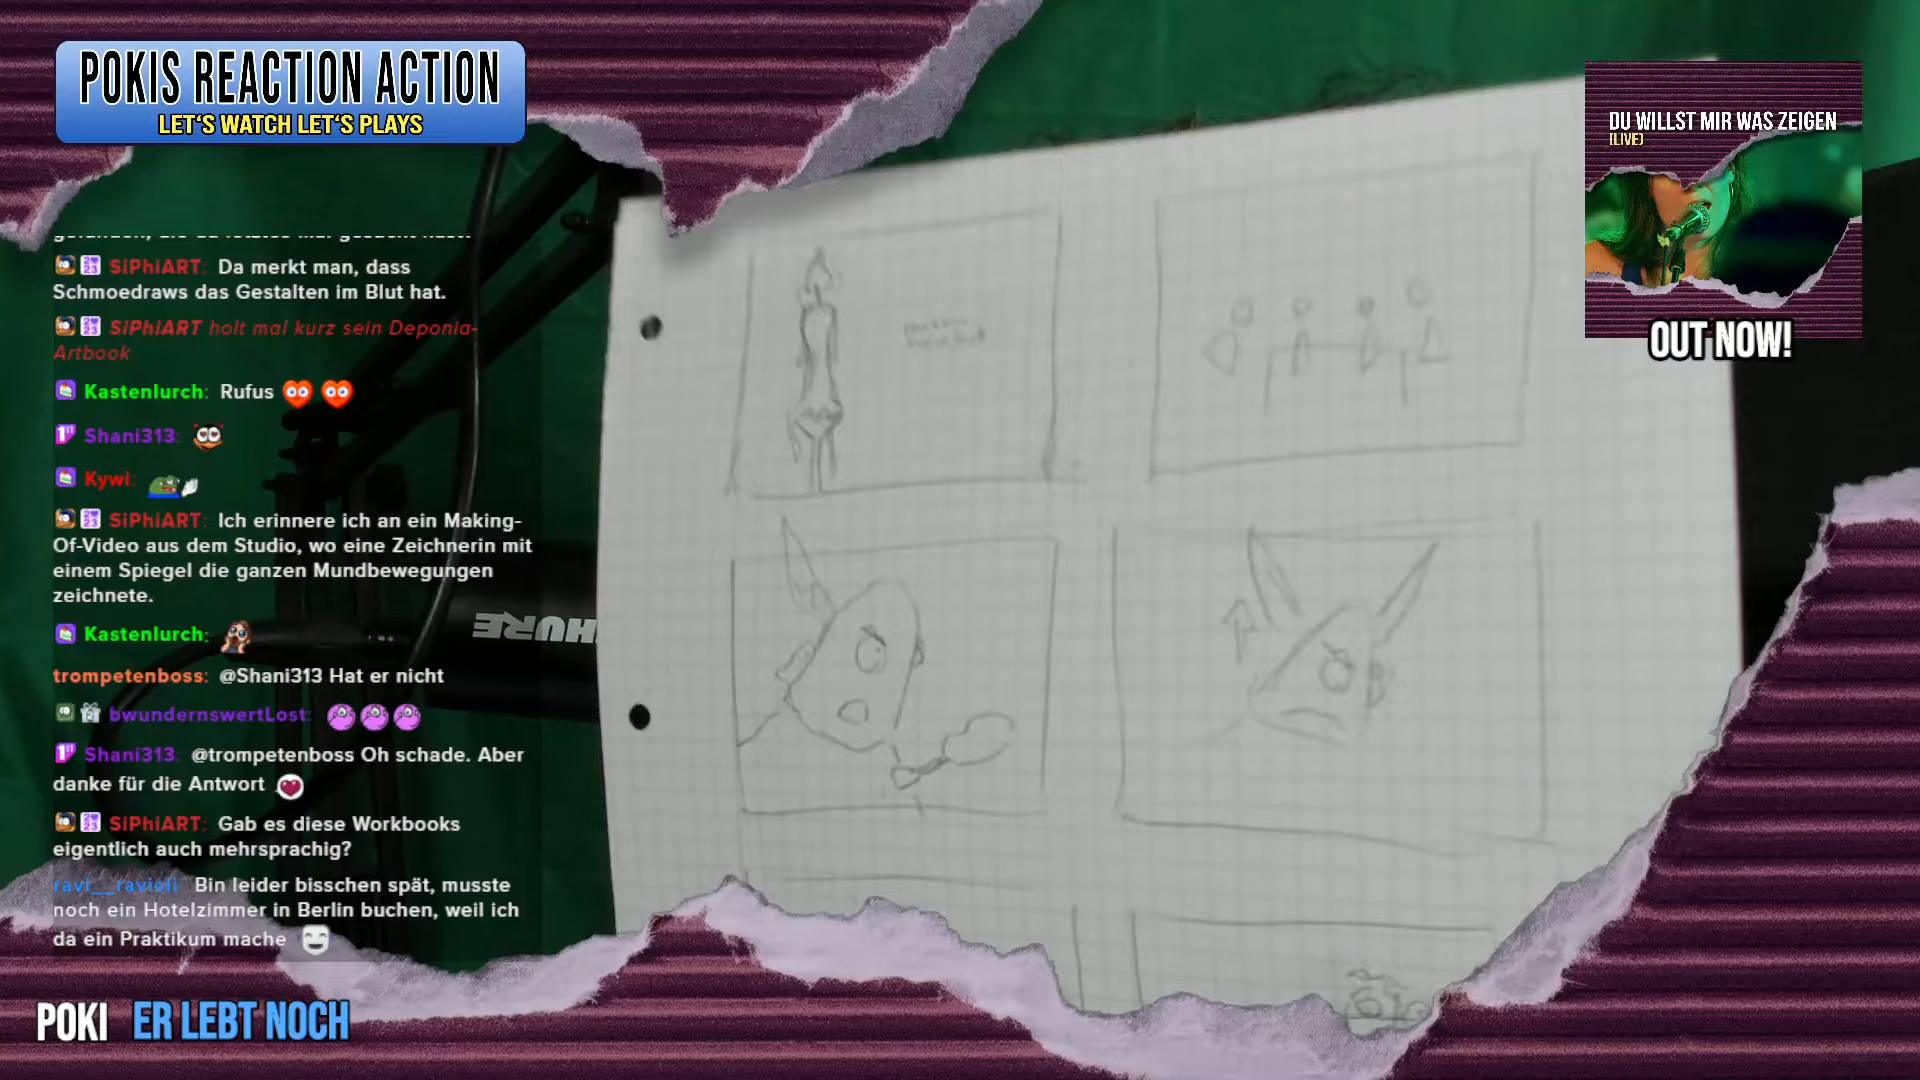 POKIS REACTION ACTION
LET'S WATCH LET'S PLAYS
SiPhiART: Da merkt man, dass
Schmoedraws das Gestalten im Blut hat.
SiPhiART holt mal kurz sein Deponia-
Artbook
Kastenlurch: Rufus
Shani313:
Kywi:
SiPhiART: Ich erinnere ich an ein Making-
Of-Video aus dem Studio, wo eine Zeichnerin mit
einem Spiegel die ganzen Mundbewegungen
zeichnete.
Kastenlurch:
trompetenboss: @Shani313 Hat er nicht
bwundernswertLost:
Shani313: @trompetenboss Oh schade. Aber
danke für die Antwort
SiPhiART: Gab es diese Workbooks
eigentlich auch mehrsprachig?
ravi__ravioli Bin leider bisschen spät, musste
noch ein Hotelzimmer in Berlin buchen, weil ich
da ein Praktikum mache
POKI ER LEBT NOCH
HURE
DU WILLST MIR WAS ZEIGEN
(LIVE)
OUT NOW!